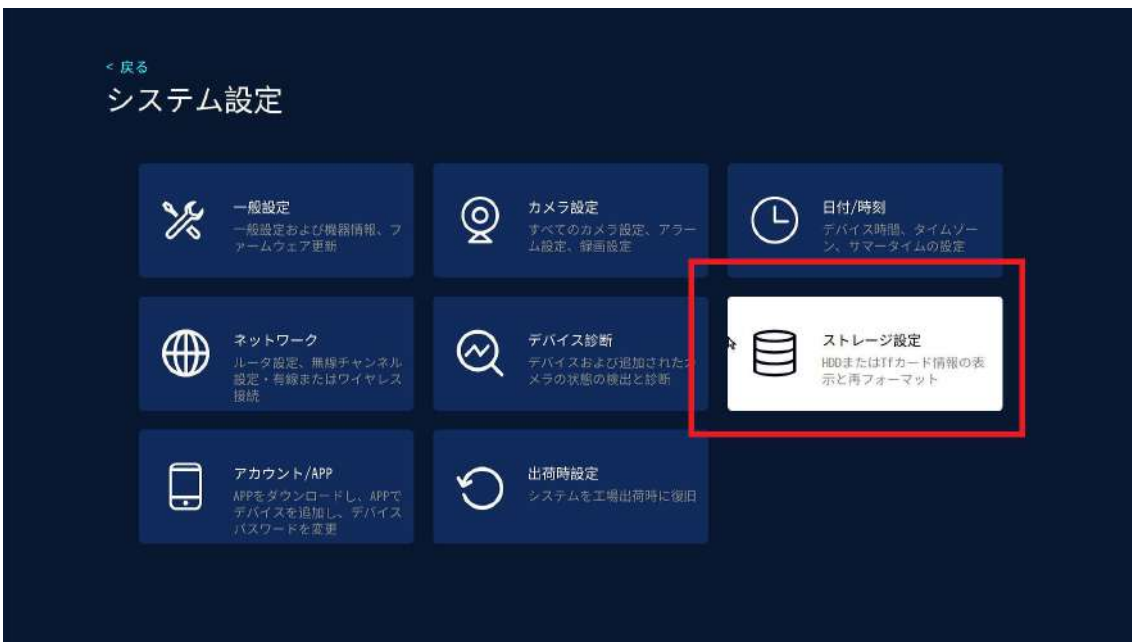 < 戻る
システム設定
一般設定
一般設定および機器情報、フ
ァームウェア更新
カメラ設定
すべてのカメラ設定、アラー
ム設定、録画設定
日付/時刻
デバイス時間、タイムゾー
ン、サマータイムの設定
ネットワーク
ルータ設定、無線チャンネル
設定・有線またはワイヤレス
接続
デバイス診断
デバイスおよび追加されたカ
メラの状態の検出と診断
ストレージ設定
HDDまたはTfカード情報の表
示と再フォーマット
アカウント/APP
APPをダウンロードし、APPで
デバイスを追加し、デバイス
パスワードを変更
出荷時設定
システムを工場出荷時に復旧